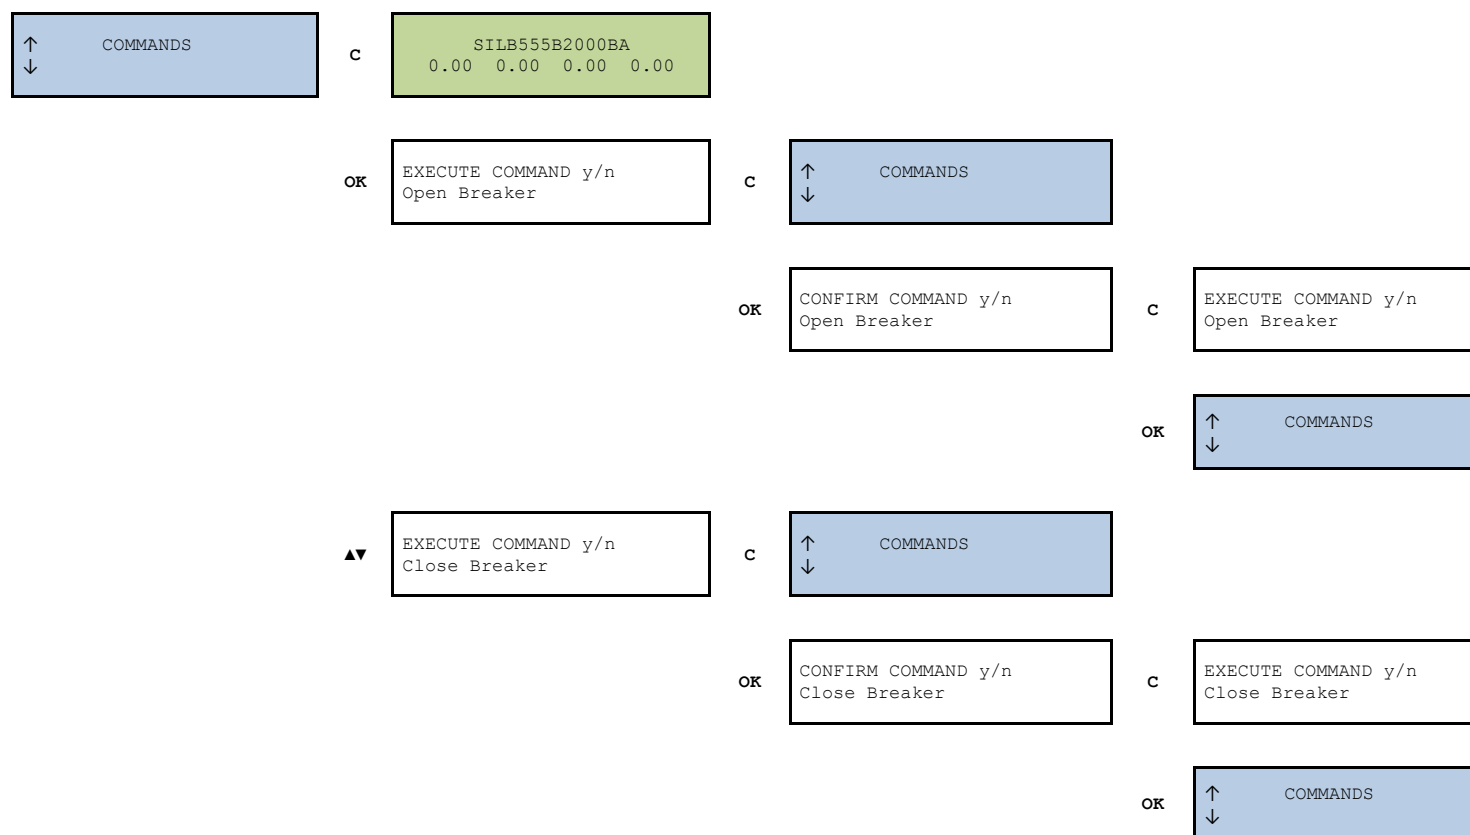 ↑ COMMANDS
↓
C
SILB555B2000BA
0.00 0.00 0.00 0.00
OK
EXECUTE COMMAND y/n
Open Breaker
C
↑ COMMANDS
↓
OK
CONFIRM COMMAND y/n
Open Breaker
C
EXECUTE COMMAND y/n
Open Breaker
OK
↑ COMMANDS
↓
▲▼
EXECUTE COMMAND y/n
Close Breaker
C
↑ COMMANDS
↓
OK
CONFIRM COMMAND y/n
Close Breaker
C
EXECUTE COMMAND y/n
Close Breaker
OK
↑ COMMANDS
↓